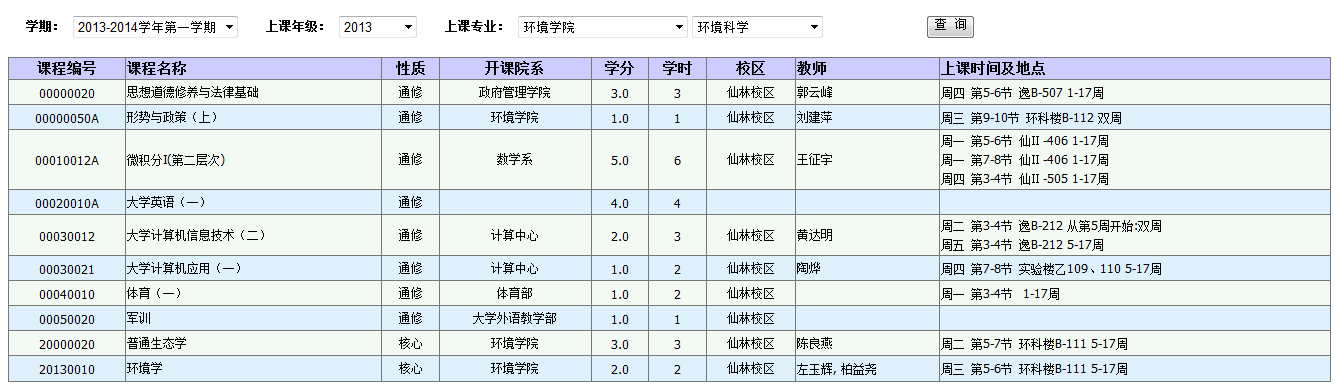 学期： 2013-2014学年第一学期 上课年级： 2013 上课专业： 环境学院 环境科学 查 询
课程编号 课程名称 性质 开课院系 学分 学时 校区 教师 上课时间及地点
00000020 思想道德修养与法律基础 通修 政府管理学院 3.0 3 仙林校区 郭云峰 周四 第5-6节 逸B-507 1-17周
00000050A 形势与政策（上） 通修 环境学院 1.0 1 仙林校区 刘建萍 周三 第9-10节 环科楼B-112 双周
00010012A 微积分I(第二层次) 通修 数学系 5.0 6 仙林校区 王征宇 周一 第5-6节 仙II -406 1-17周
周一 第7-8节 仙II -406 1-17周
周四 第3-4节 仙II -505 1-17周
00020010A 大学英语（一） 通修 4.0 4
00030012 大学计算机信息技术（二） 通修 计算中心 2.0 3 仙林校区 黄达明 周二 第3-4节 逸B-212 从第5周开始:双周
周五 第3-4节 逸B-212 5-17周
00030021 大学计算机应用（一） 通修 计算中心 1.0 2 仙林校区 陶烨 周四 第7-8节 实验楼乙109、110 5-17周
00040010 体育（一） 通修 体育部 1.0 2 仙林校区 周一 第3-4节 1-17周
00050020 军训 通修 大学外语教学部 1.0 1 仙林校区
20000020 普通生态学 核心 环境学院 3.0 3 仙林校区 陈良燕 周二 第5-7节 环科楼B-111 5-17周
20130010 环境学 核心 环境学院 2.0 2 仙林校区 左玉辉, 柏益尧 周三 第5-6节 环科楼B-111 5-17周